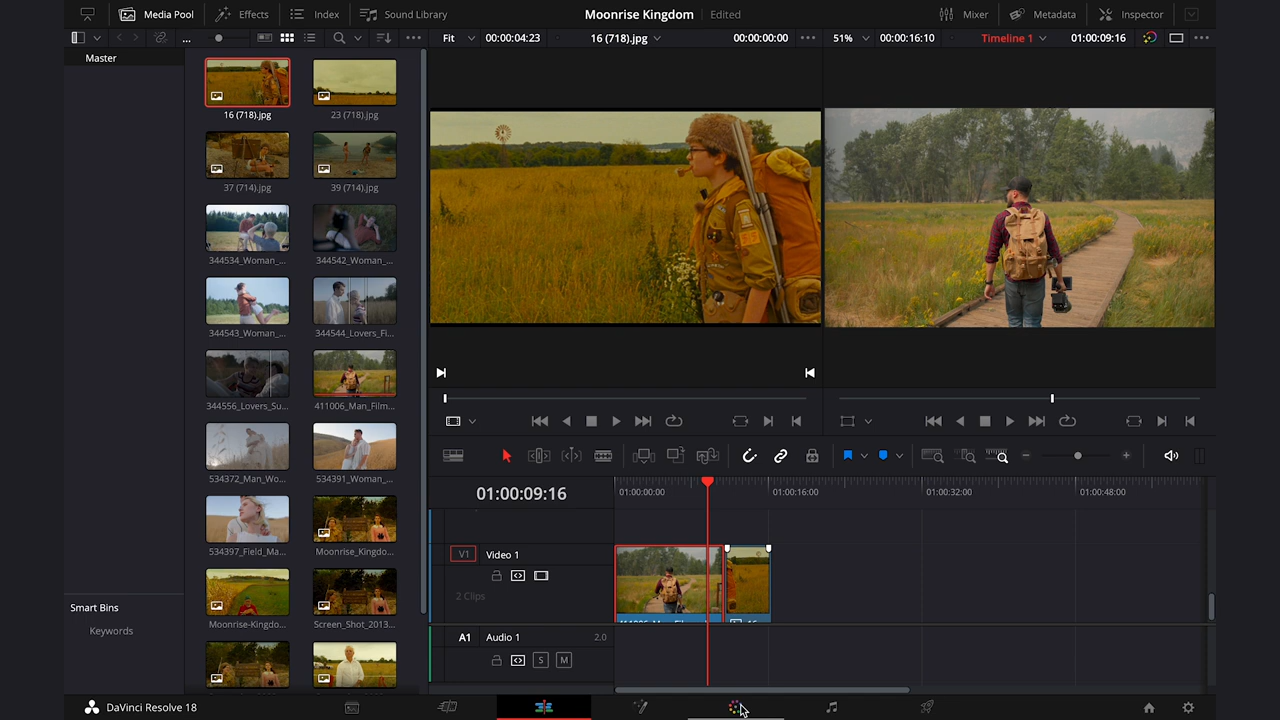 Media Pool
Effects
Index
Sound Library
Moonrise Kingdom
Edited
Mixer
Metadata
Inspector
...
Fit
00:00:04:23
16 (718).jpg
00:00:00:00
51%
00:00:16:10
Timeline 1
01:00:09:16
Master
16 (718).jpg
23 (718).jpg
37 (714).jpg
39 (714).jpg
344534_Woman_...
344542_Woman_...
344543_Woman_...
344544_Lovers_Fi...
344556_Lovers_Su...
411006_Man_Film...
534372_Man_Wo...
534391_Woman_...
534397_Field_Ma...
Moonrise_Kingdo...
Moonrise-Kingdo...
Screen_Shot_2013...
Smart Bins
Keywords
01:00:09:16
01:00:00:00
01:00:16:00
01:00:32:00
01:00:48:00
V1
Video 1
2 Clips
A1
Audio 1
2.0
S
M
DaVinci Resolve 18